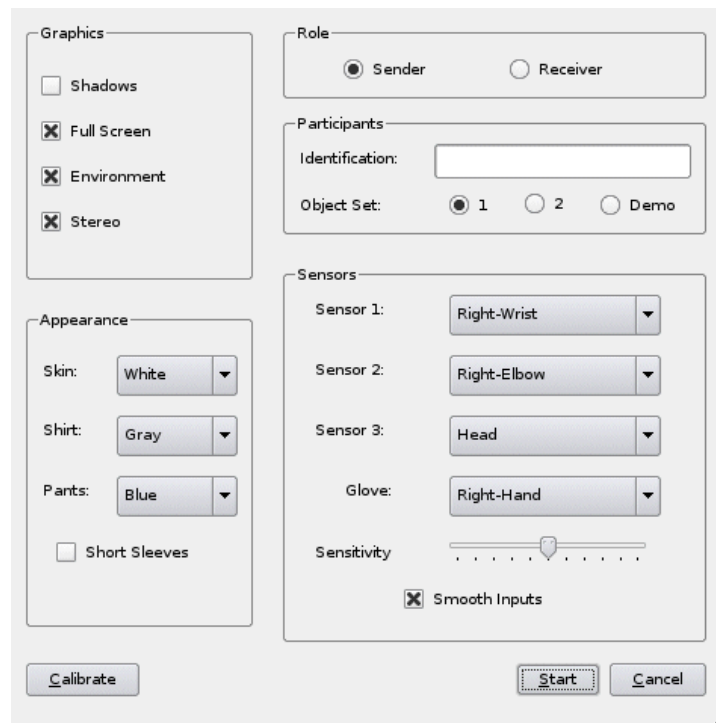 Graphics
Shadows
Full Screen
Environment
Stereo
Role
Sender Receiver
Participants
Identification:
Object Set: 1 2 Demo
Appearance
Skin: White
Shirt: Gray
Pants: Blue
Short Sleeves
Sensors
Sensor 1: Right-Wrist
Sensor 2: Right-Elbow
Sensor 3: Head
Glove: Right-Hand
Sensitivity
Smooth Inputs
Calibrate Start Cancel